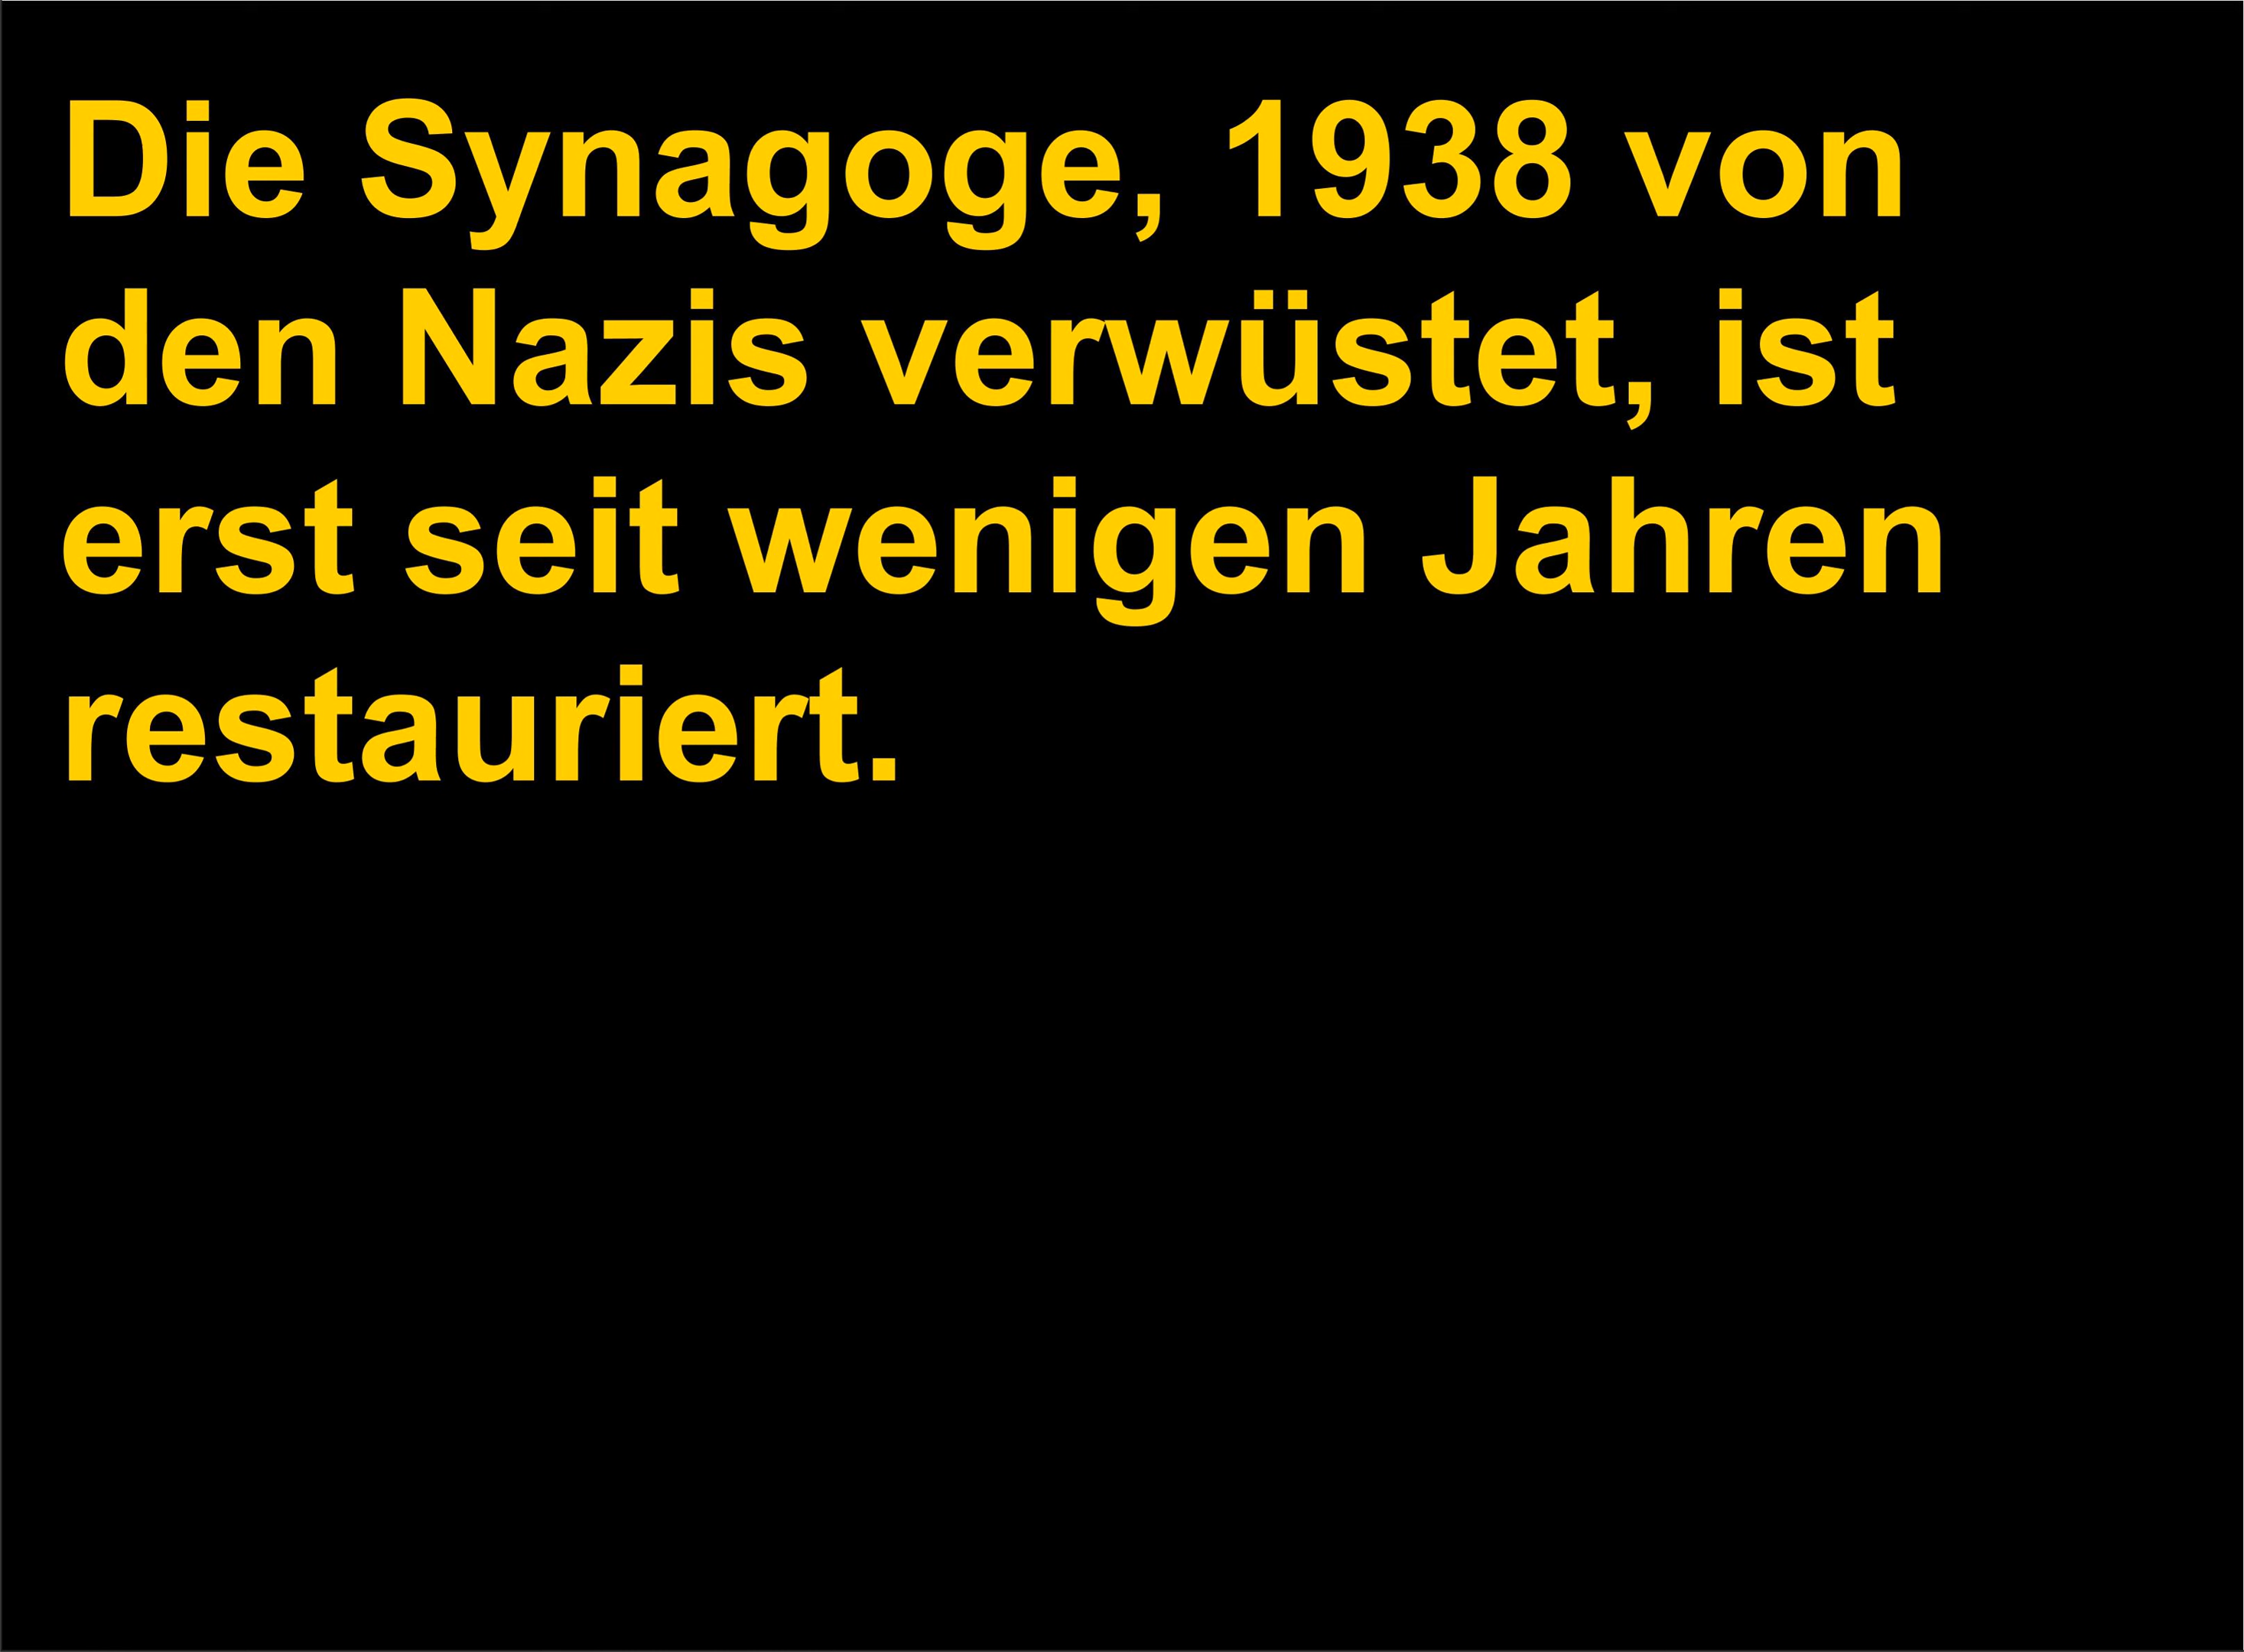 Die Synagoge, 1938 von
den Nazis verwüstet, ist
erst seit wenigen Jahren
restauriert.